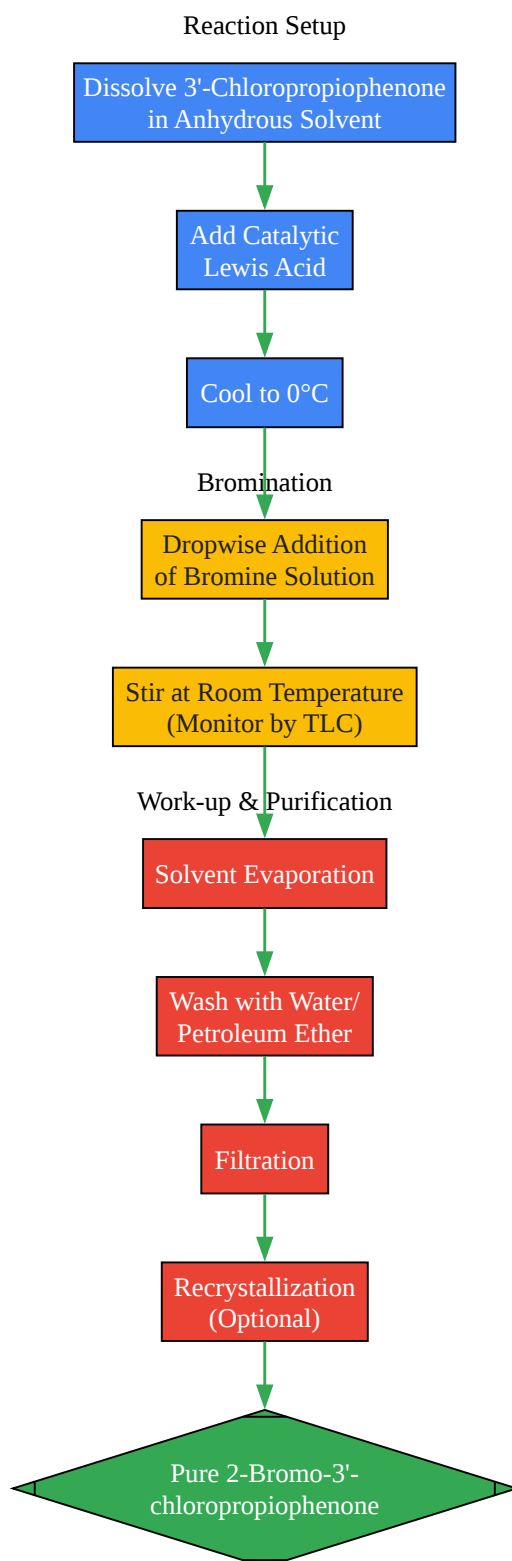 Reaction Setup
Dissolve 3'-Chloropropiophenone
in Anhydrous Solvent
Add Catalytic
Lewis Acid
Cool to 0°C
Bromination
Dropwise Addition
of Bromine Solution
Stir at Room Temperature
(Monitor by TLC)
Work-up & Purification
Solvent Evaporation
Wash with Water/
Petroleum Ether
Filtration
Recrystallization
(Optional)
Pure 2-Bromo-3'-
chloropropiophenone